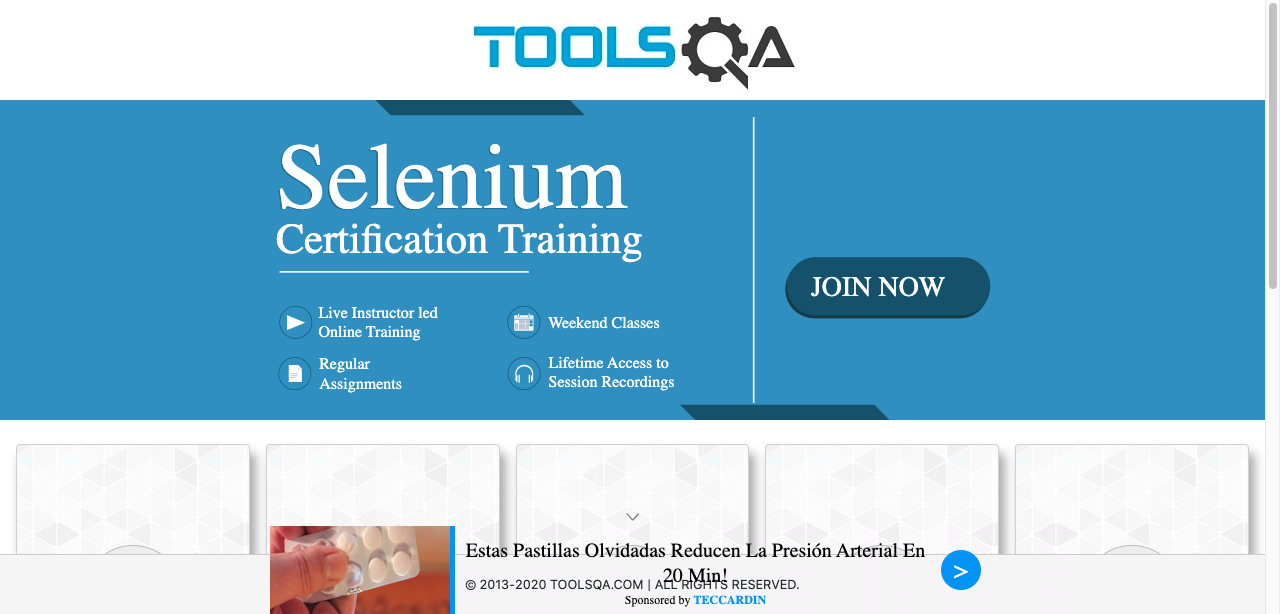 TOOLSQA
Selenium
Certification Training
JOIN NOW
Live Instructor led
Online Training
Weekend Classes
Regular
Assignments
Lifetime Access to
Session Recordings
Estas Pastillas Olvidadas Reducen La Presión Arterial En
20 Min!
>
© 2013-2020 TOOLSQA.COM | ALL RIGHTS RESERVED.
Sponsored by TECCARDIN